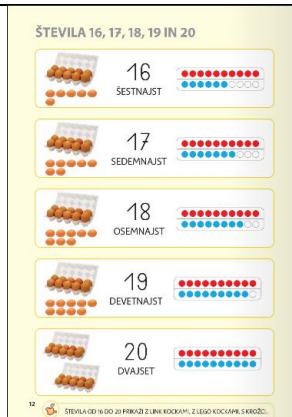 ŠTEVILA 16, 17, 18, 19 IN 20
16
ŠESTNAJST
17
SEDEMNAJST
18
OSEMNAJST
19
DEVETNAJST
20
DVAJSET
12
ŠTEVILA OD 16 DO 20 PRIKAŽI Z LINK KOCKAMI, Z LEGO KOCKAMI, S KROŽCI,